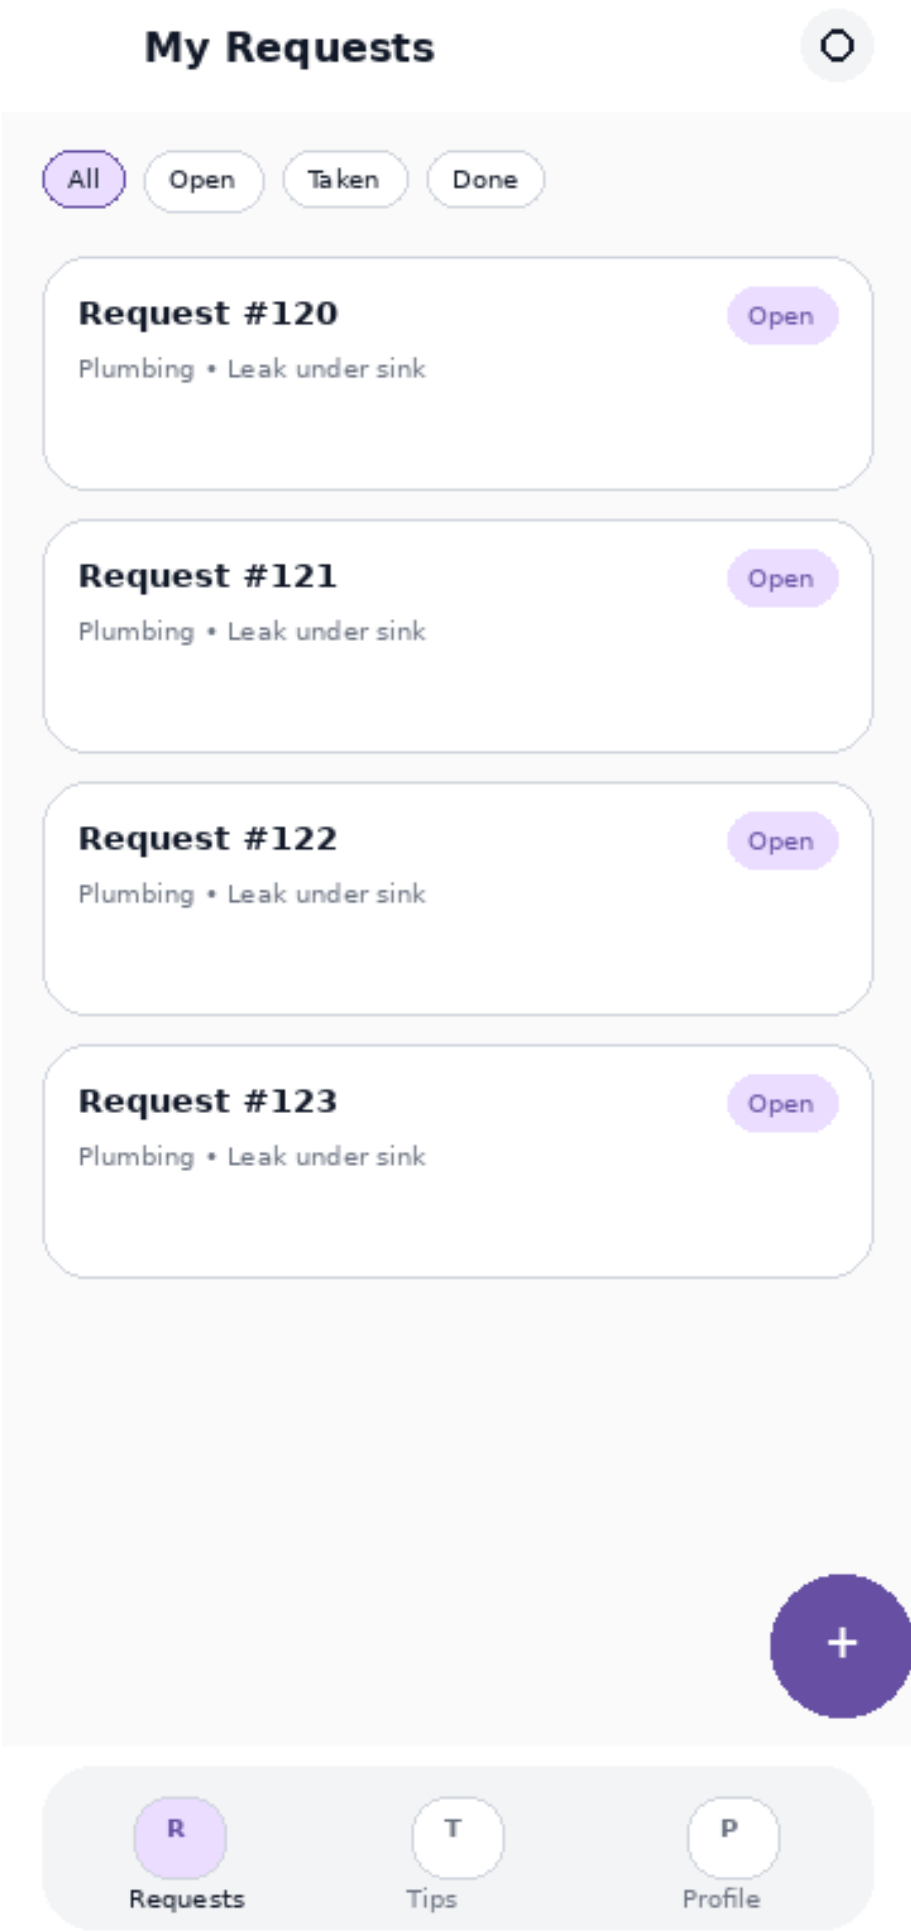 My Requests
All Open Taken Done
Request #120 Open
Plumbing • Leak under sink
Request #121 Open
Plumbing • Leak under sink
Request #122 Open
Plumbing • Leak under sink
Request #123 Open
Plumbing • Leak under sink
+
R T P
Requests Tips Profile